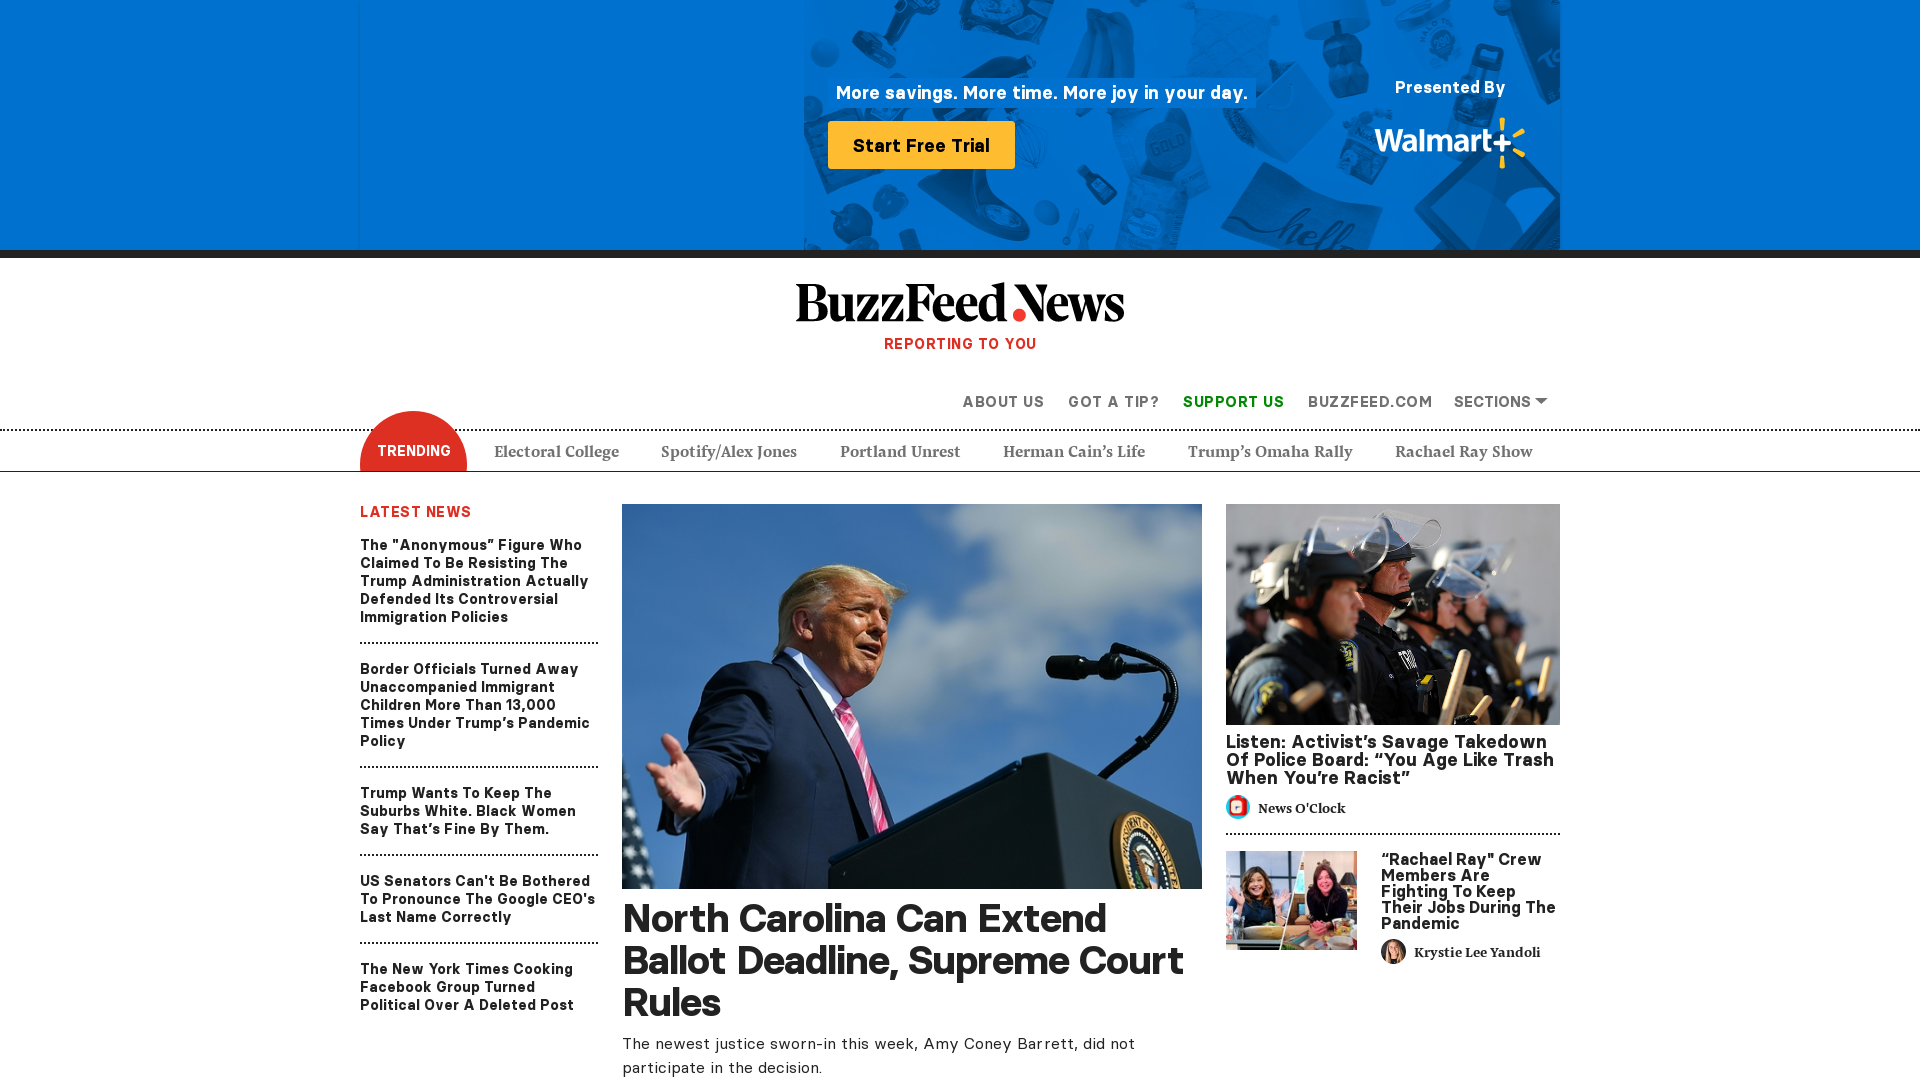 More savings. More time. More joy in your day.
Start Free Trial
Presented By
Walmart+
BuzzFeed News
REPORTING TO YOU
ABOUT US
GOT A TIP?
SUPPORT US
BUZZFEED.COM
SECTIONS
TRENDING
Electoral College
Spotify/Alex Jones
Portland Unrest
Herman Cain’s Life
Trump’s Omaha Rally
Rachael Ray Show
LATEST NEWS
The "Anonymous” Figure Who
Claimed To Be Resisting The
Trump Administration Actually
Defended Its Controversial
Immigration Policies
Border Officials Turned Away
Unaccompanied Immigrant
Children More Than 13,000
Times Under Trump’s Pandemic
Policy
Trump Wants To Keep The
Suburbs White. Black Women
Say That’s Fine By Them.
US Senators Can't Be Bothered
To Pronounce The Google CEO's
Last Name Correctly
The New York Times Cooking
Facebook Group Turned
Political Over A Deleted Post
North Carolina Can Extend
Ballot Deadline, Supreme Court
Rules
The newest justice sworn-in this week, Amy Coney Barrett, did not
participate in the decision.
Listen: Activist’s Savage Takedown
Of Police Board: “You Age Like Trash
When You’re Racist”
News O'Clock
“Rachael Ray" Crew
Members Are
Fighting To Keep
Their Jobs During The
Pandemic
Krystie Lee Yandoli
hello
GOLD